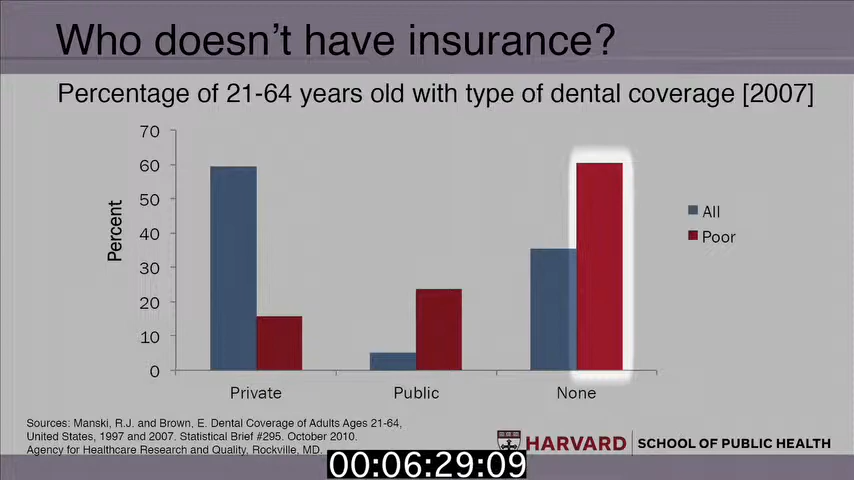 Who doesn't have insurance?
Percentage of 21-64 years old with type of dental coverage [2007]
70
60
50
40
30
20
10
0
Percent
Private
Public
None
All
Poor
Sources: Manski, R.J. and Brown, E. Dental Coverage of Adults Ages 21-64,
United States, 1997 and 2007. Statistical Brief #295. October 2010.
Agency for Healthcare Research and Quality, Rockville, MD.
HARVARD SCHOOL OF PUBLIC HEALTH
00:06:29:09